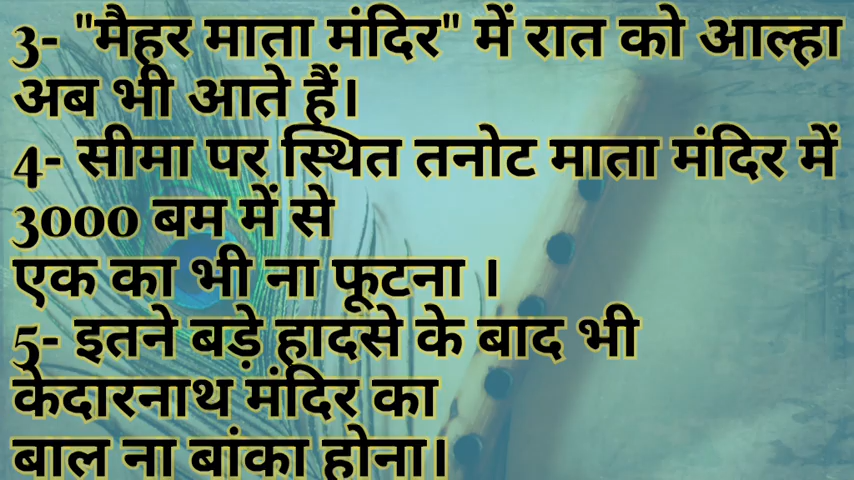 3- "मैहर माता मंदिर" में रात को आल्हा
अब भी आते हैं।
4- सीमा पर स्थित तनोट माता मंदिर में
3000 बम में से
एक का भी ना फूटना ।
5- इतने बड़े हादसे के बाद भी
केदारनाथ मंदिर का
बाल ना बांका होना।